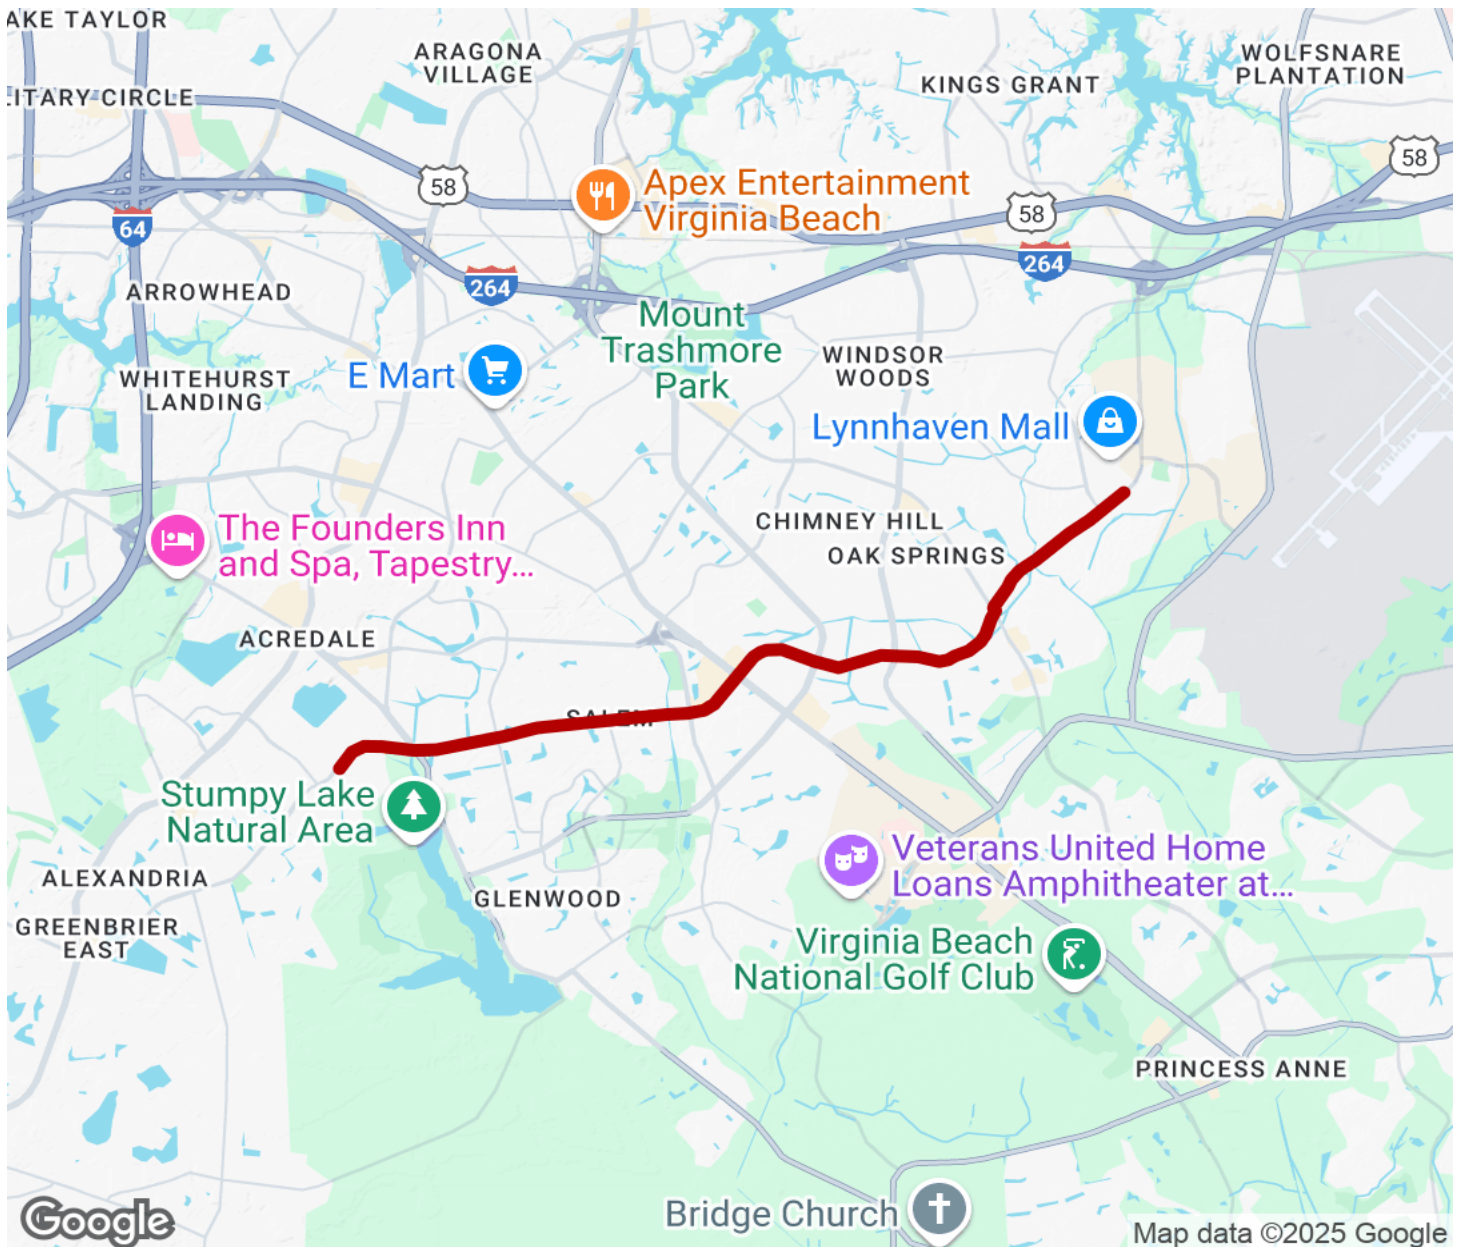 AKE TAYLOR
ARAGONA
VILLAGE
WOLFSNARE
PLANTATION
KINGS GRANT
LITARY CIRCLE
58
58
58
Apex Entertainment
Virginia Beach
64
264
264
ARROWHEAD
Mount
Trashmore
Park
WINDSOR
WOODS
E Mart
WHITEHURST
LANDING
Lynnhaven Mall
The Founders Inn
and Spa, Tapestry...
CHIMNEY HILL
OAK SPRINGS
ACREDALE
SALEM
Stumpy Lake
Natural Area
Veterans United Home
Loans Amphitheater at...
ALEXANDRIA
GLENWOOD
GREENBRIER
EAST
Virginia Beach
National Golf Club
PRINCESS ANNE
Bridge Church
Google
Map data ©2025 Google